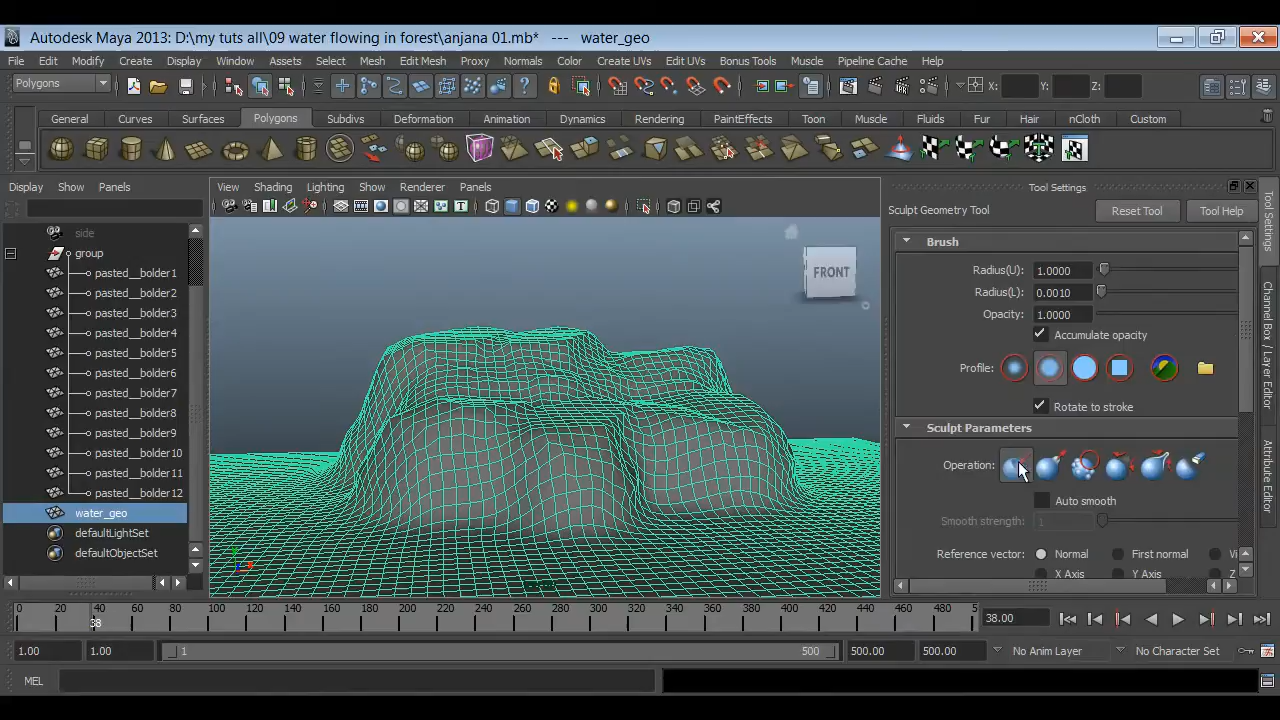 Autodesk Maya 2013: D:\my tuts all\09 water flowing in forest\anjana 01.mb* --- water_geo
File Edit Modify Create Display Window Assets Select Mesh Edit Mesh Proxy Normals Color Create UVs Edit UVs Bonus Tools Muscle Pipeline Cache Help
Polygons X: Y: Z:
General Curves Surfaces Polygons Subdivs Deformation Animation Dynamics Rendering PaintEffects Toon Muscle Fluids Fur Hair nCloth Custom
Display Show Panels
View Shading Lighting Show Renderer Panels
Tool Settings
Sculpt Geometry Tool Reset Tool Tool Help
side
group
pasted__bolder1
pasted__bolder2
pasted__bolder3
pasted__bolder4
pasted__bolder5
pasted__bolder6
pasted__bolder7
pasted__bolder8
pasted__bolder9
pasted__bolder10
pasted__bolder11
pasted__bolder12
water_geo
defaultLightSet
defaultObjectSet
FRONT
Brush
Radius(U): 1.0000
Radius(L): 0.0010
Opacity: 1.0000
Accumulate opacity
Profile:
Rotate to stroke
Sculpt Parameters
Operation:
Auto smooth
Smooth strength: 1
Reference vector: Normal First normal Vi
X Axis Y Axis Z
Tool Settings
Channel Box / Layer Editor
Attribute Editor
0 20 40 60 80 100 120 140 160 180 200 220 240 260 280 300 320 340 360 380 400 420 440 460 480 5
38
38.00
1.00 1.00 1 500 500.00 500.00 No Anim Layer No Character Set
MEL